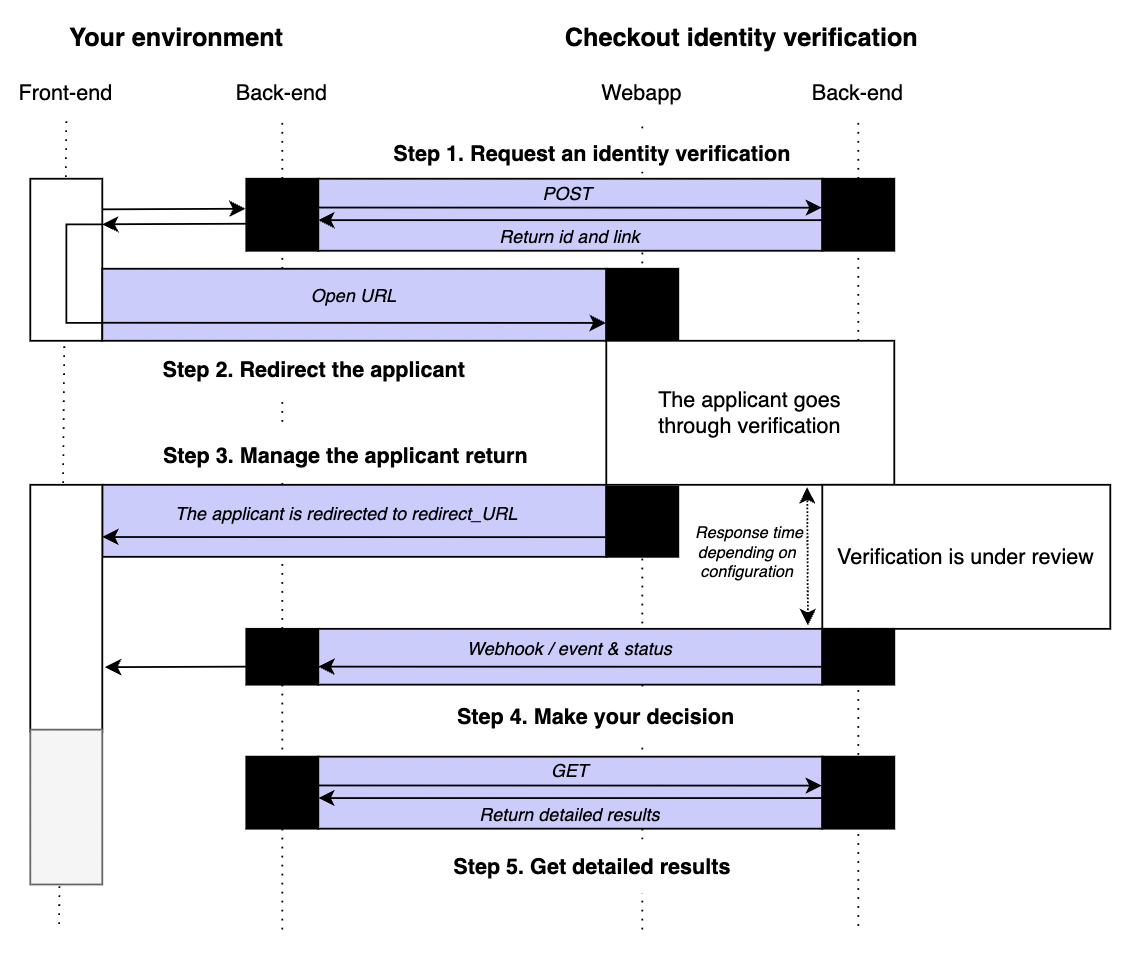 Your environment
Checkout identity verification
Front-end
Back-end
Webapp
Back-end
Step 1. Request an identity verification
POST
Return id and link
Open URL
Step 2. Redirect the applicant
The applicant goes
through verification
Step 3. Manage the applicant return
The applicant is redirected to redirect_URL
Response time
depending on
configuration
Verification is under review
Webhook / event & status
Step 4. Make your decision
GET
Return detailed results
Step 5. Get detailed results